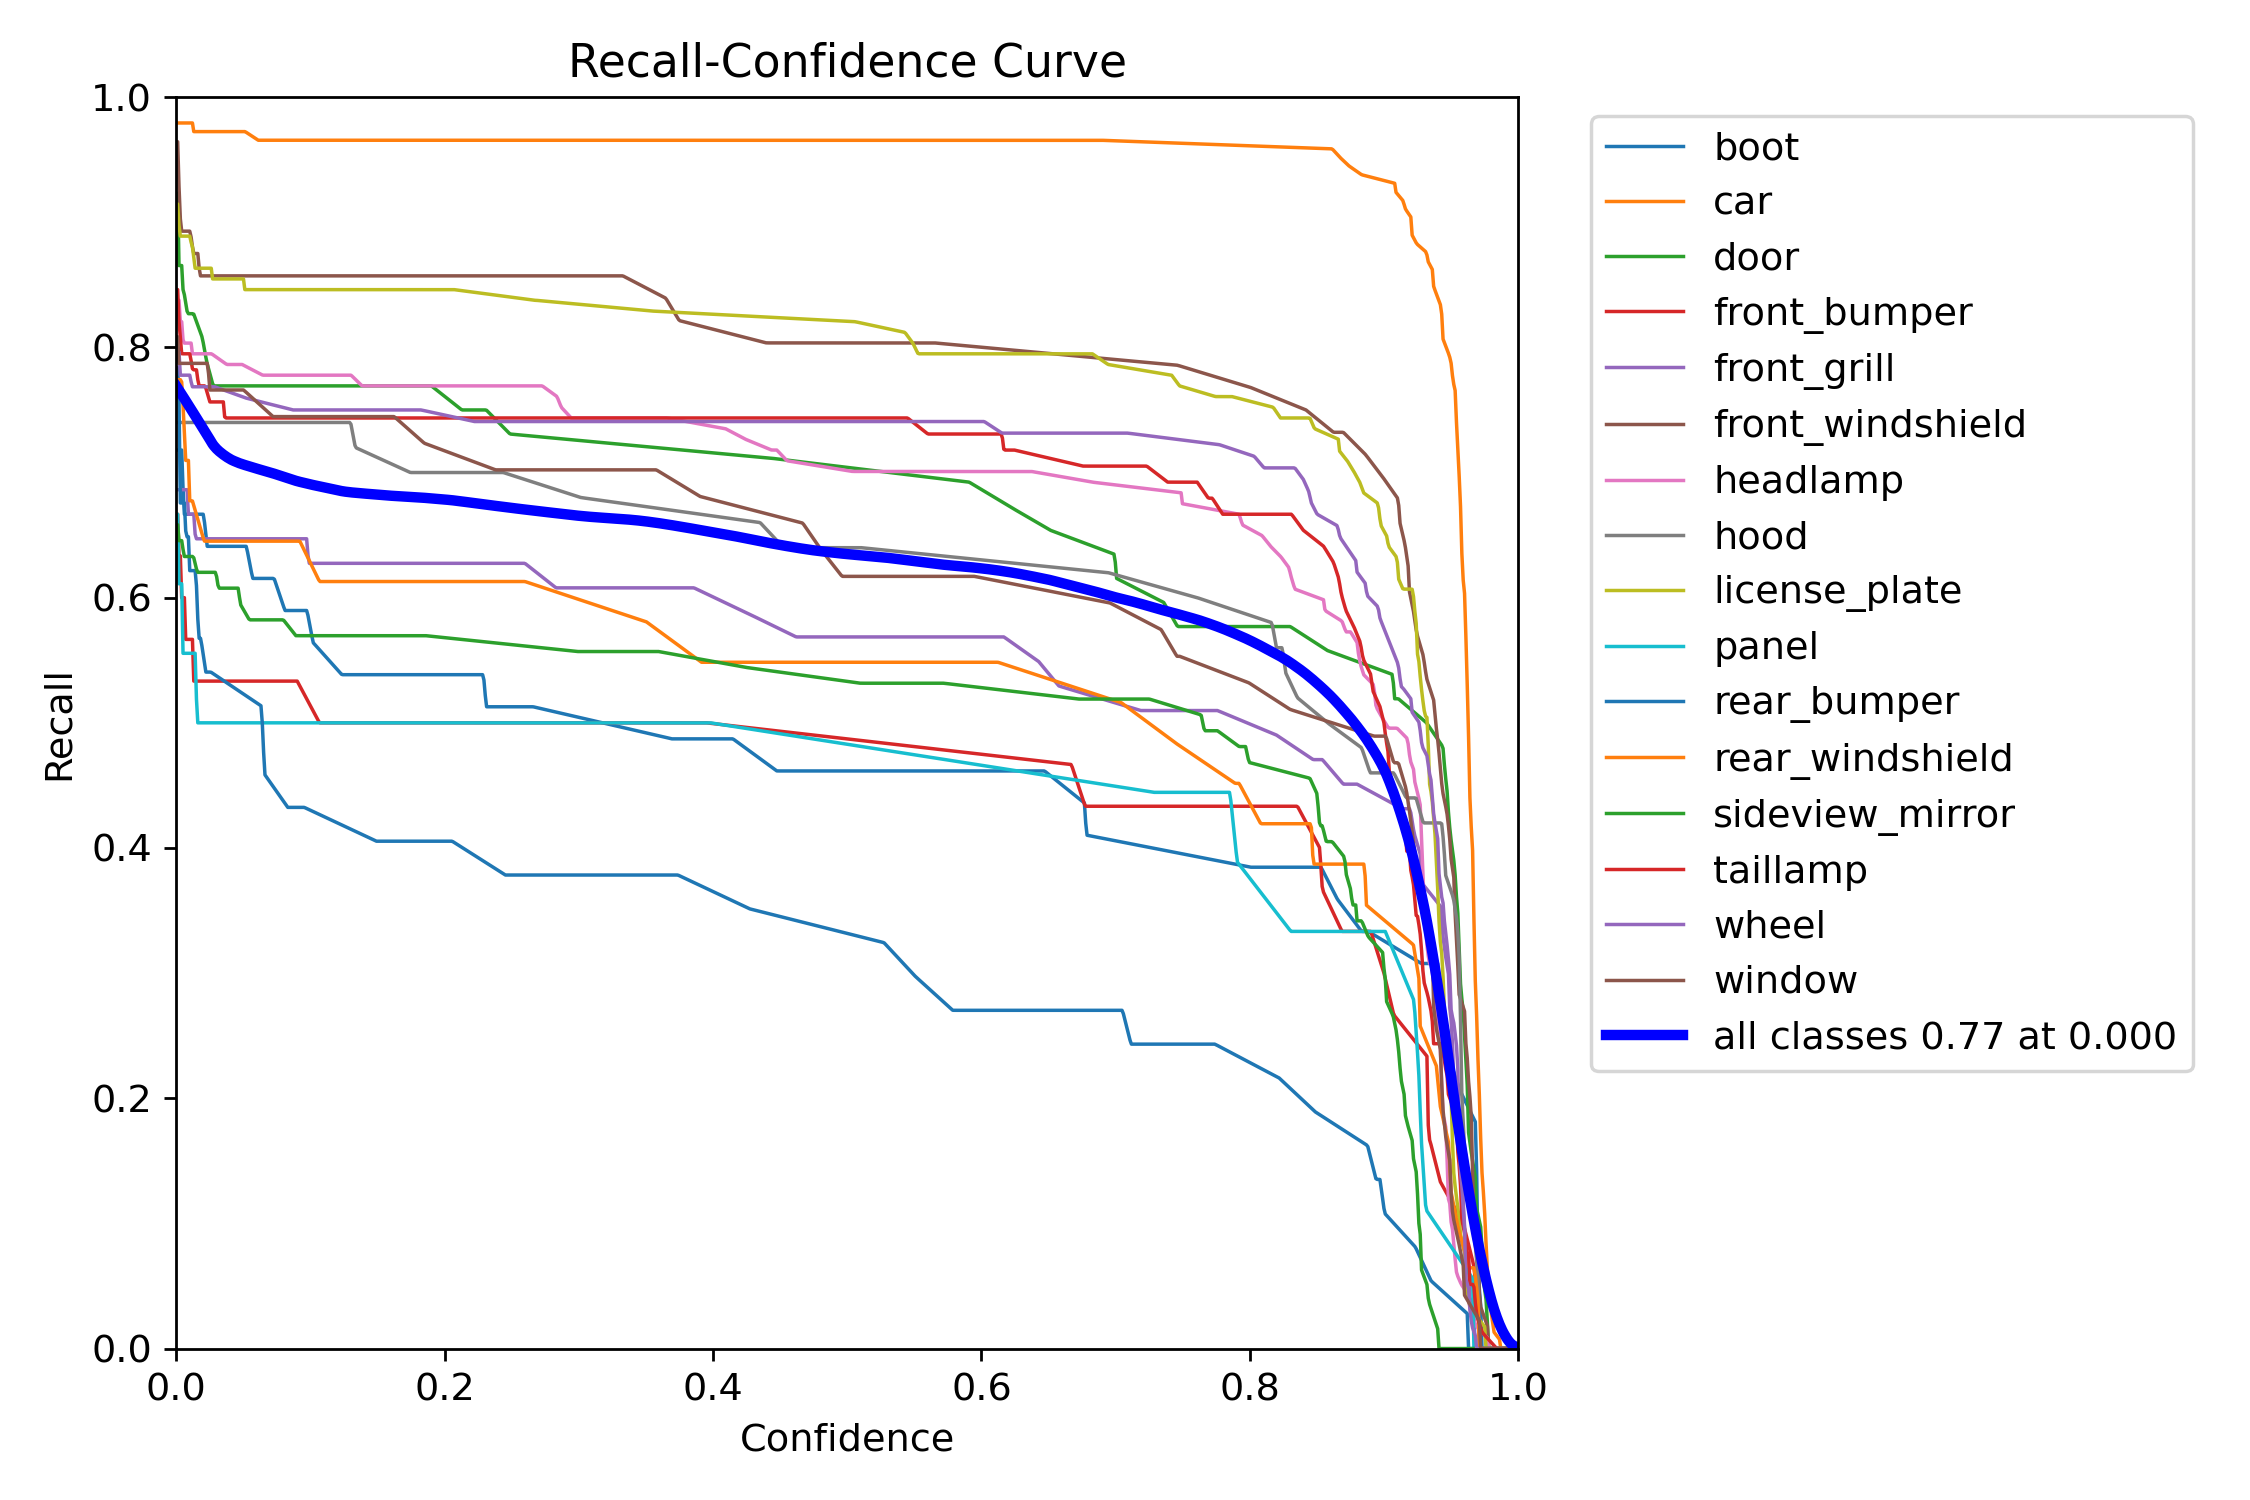 Recall-Confidence Curve
1.0
0.8
0.6
0.4
0.2
0.0
Recall
0.0 0.2 0.4 0.6 0.8 1.0
Confidence
boot
car
door
front_bumper
front_grill
front_windshield
headlamp
hood
license_plate
panel
rear_bumper
rear_windshield
sideview_mirror
taillamp
wheel
window
all classes 0.77 at 0.000